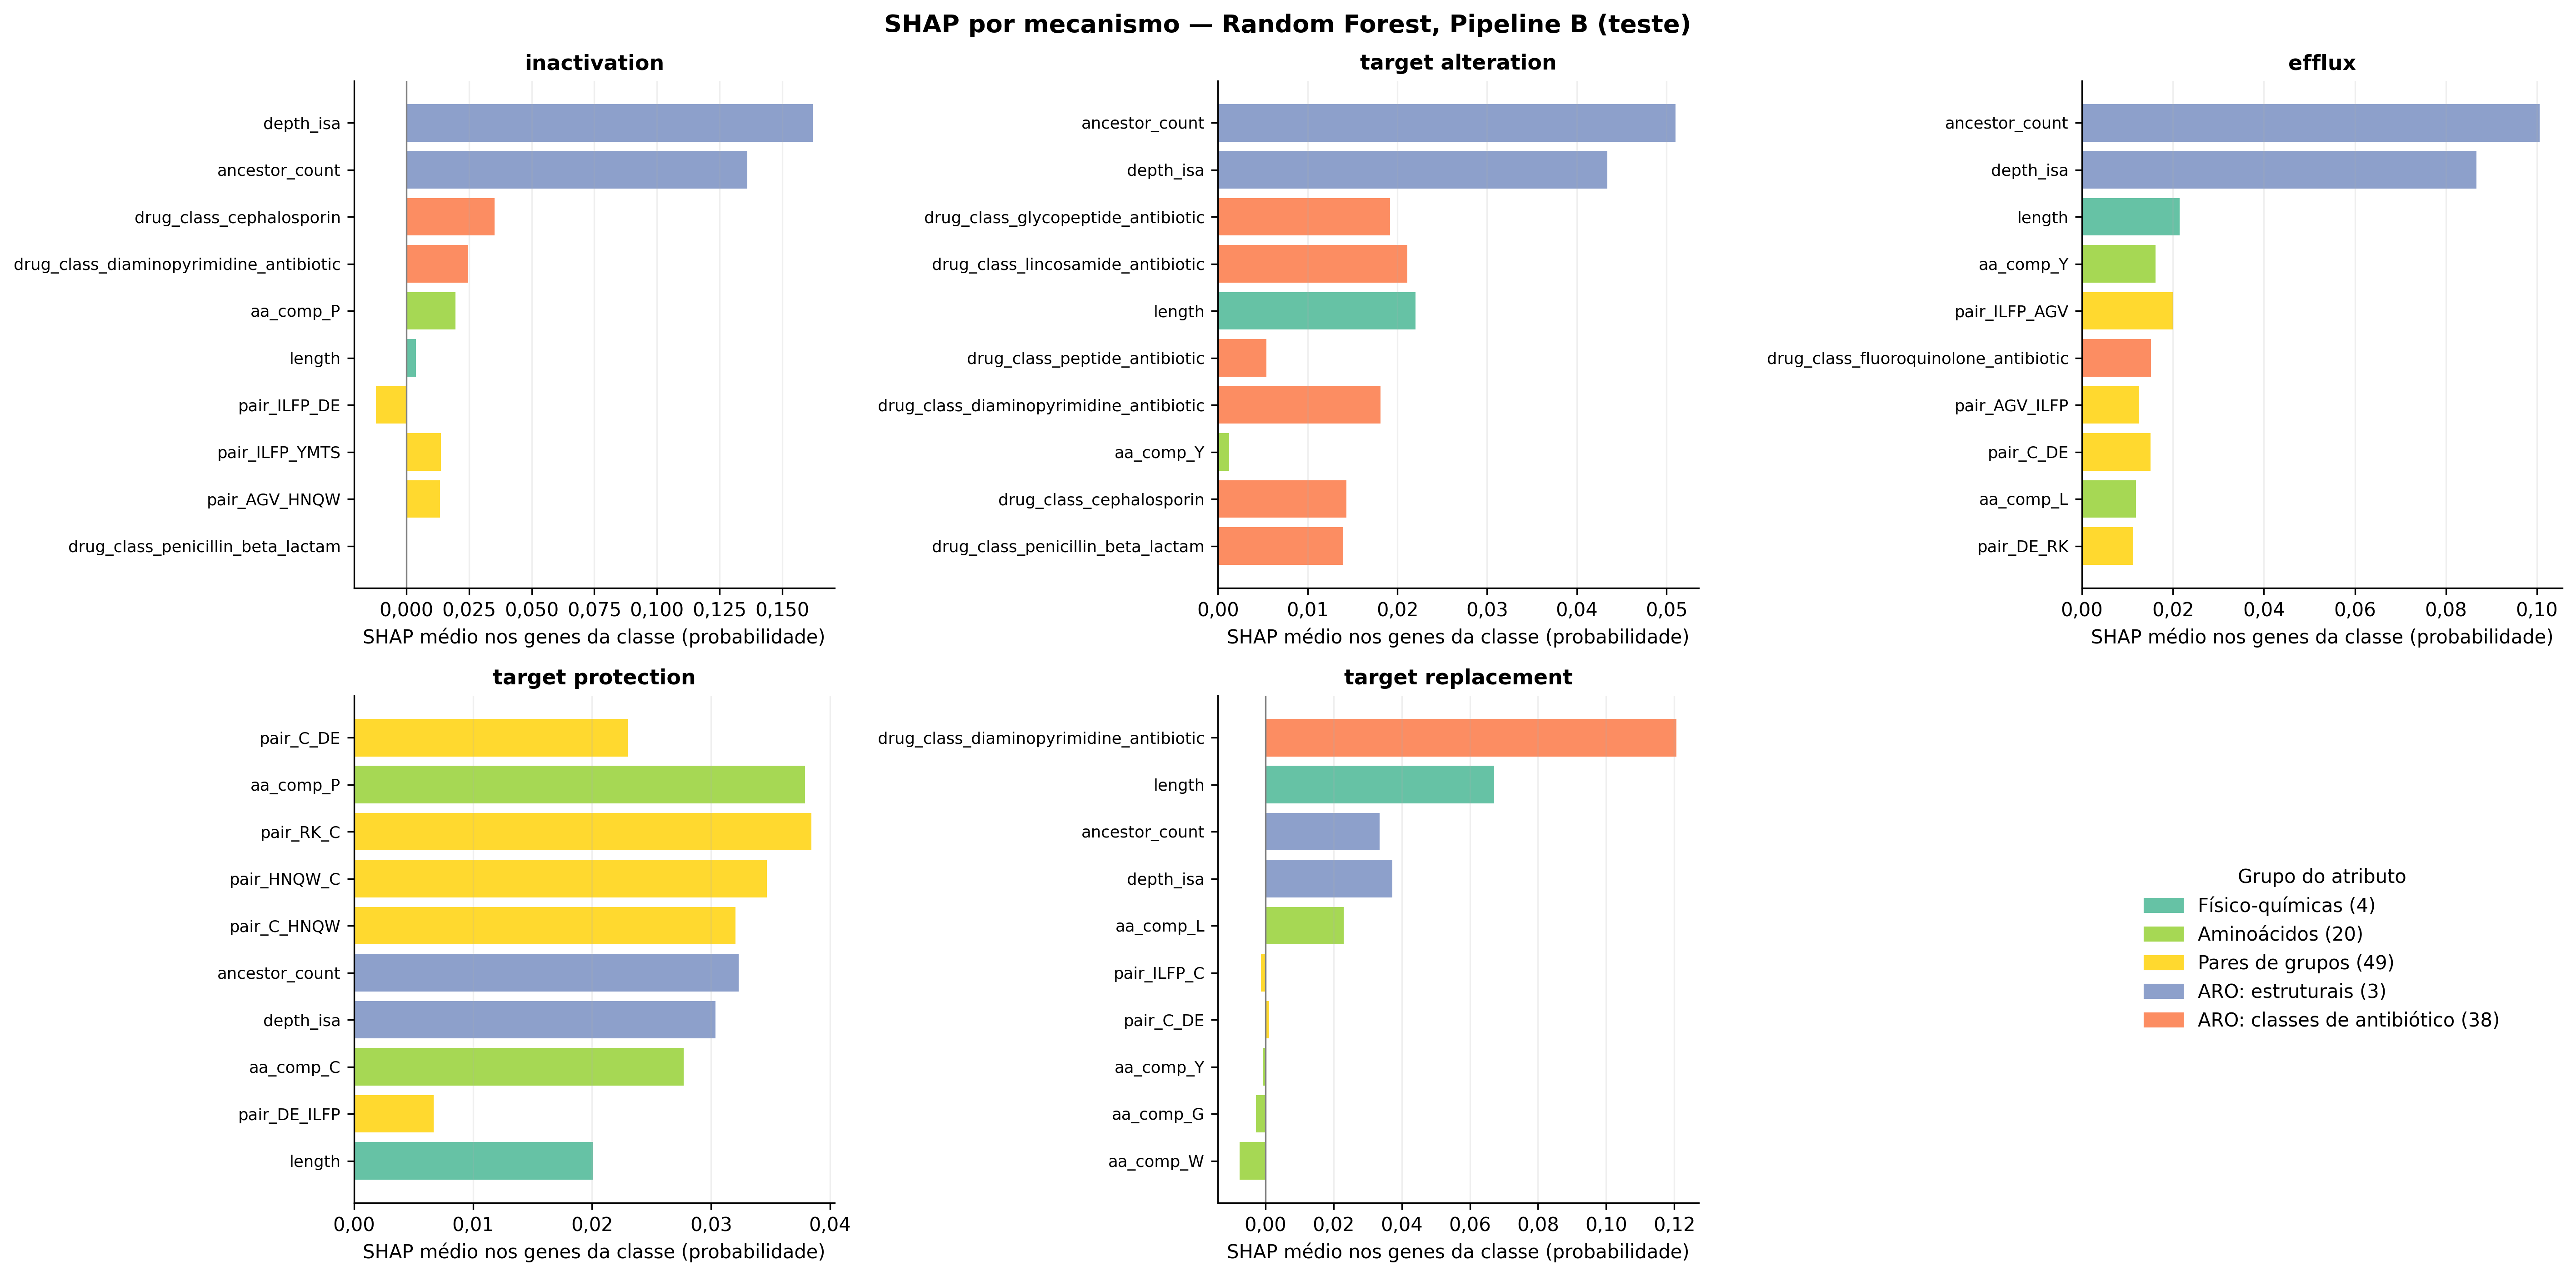 SHAP por mecanismo — Random Forest, Pipeline B (teste)
inactivation
depth_isa
ancestor_count
drug_class_cephalosporin
drug_class_diaminopyrimidine_antibiotic
aa_comp_P
length
pair_ILFP_DE
pair_ILFP_YMTS
pair_AGV_HNQW
drug_class_penicillin_beta_lactam
0,000 0,025 0,050 0,075 0,100 0,125 0,150
SHAP médio nos genes da classe (probabilidade)
target alteration
ancestor_count
depth_isa
drug_class_glycopeptide_antibiotic
drug_class_lincosamide_antibiotic
length
drug_class_peptide_antibiotic
drug_class_diaminopyrimidine_antibiotic
aa_comp_Y
drug_class_cephalosporin
drug_class_penicillin_beta_lactam
0,00 0,01 0,02 0,03 0,04 0,05
SHAP médio nos genes da classe (probabilidade)
efflux
ancestor_count
depth_isa
length
aa_comp_Y
pair_ILFP_AGV
drug_class_fluoroquinolone_antibiotic
pair_AGV_ILFP
pair_C_DE
aa_comp_L
pair_DE_RK
0,00 0,02 0,04 0,06 0,08 0,10
SHAP médio nos genes da classe (probabilidade)
target protection
pair_C_DE
aa_comp_P
pair_RK_C
pair_HNQW_C
pair_C_HNQW
ancestor_count
depth_isa
aa_comp_C
pair_DE_ILFP
length
0,00 0,01 0,02 0,03 0,04
SHAP médio nos genes da classe (probabilidade)
target replacement
drug_class_diaminopyrimidine_antibiotic
length
ancestor_count
depth_isa
aa_comp_L
pair_ILFP_C
pair_C_DE
aa_comp_Y
aa_comp_G
aa_comp_W
0,00 0,02 0,04 0,06 0,08 0,10 0,12
SHAP médio nos genes da classe (probabilidade)
Grupo do atributo
Físico-químicas (4)
Aminoácidos (20)
Pares de grupos (49)
ARO: estruturais (3)
ARO: classes de antibiótico (38)